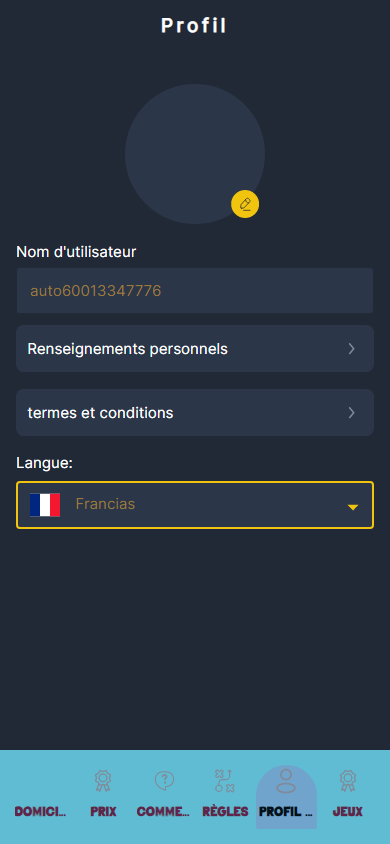 Profil
Nom d'utilisateur
auto60013347776
Renseignements personnels
termes et conditions
Langue:
Francias
DOMICI... PRIX COMME... RÈGLES PROFIL ... JEUX